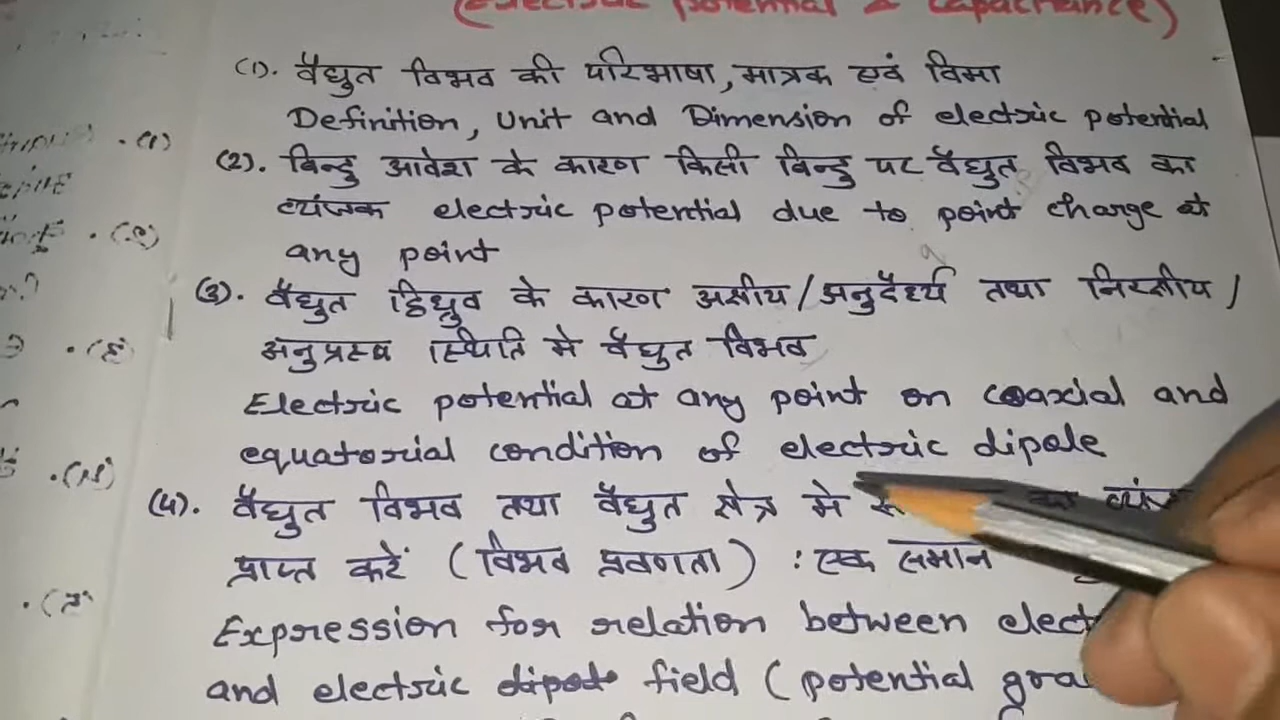 (Electric potential & capacitance)
(1). वैद्युत विभव की परिभाषा, मात्रक एवं विमा
Definition, Unit and Dimension of electric potential
(2). बिन्दु आवेश के कारण किसी बिन्दु पर वैद्युत विभव का
व्यंजक electric potential due to point charge at
any point
(3). वैद्युत द्विध्रुव के कारण अक्षीय/अनुदैर्ध्य तथा निरक्षीय/
अनुप्रस्थ स्थिति मे वैद्युत विभव
Electric potential at any point on coaxial and
equatorial condition of electric dipole
(4). वैद्युत विभव तथा वैद्युत क्षेत्र मे
प्राप्त करें (विभव प्रवणता) : एक समान
Expression for relation between elect
and electric field (potential gra